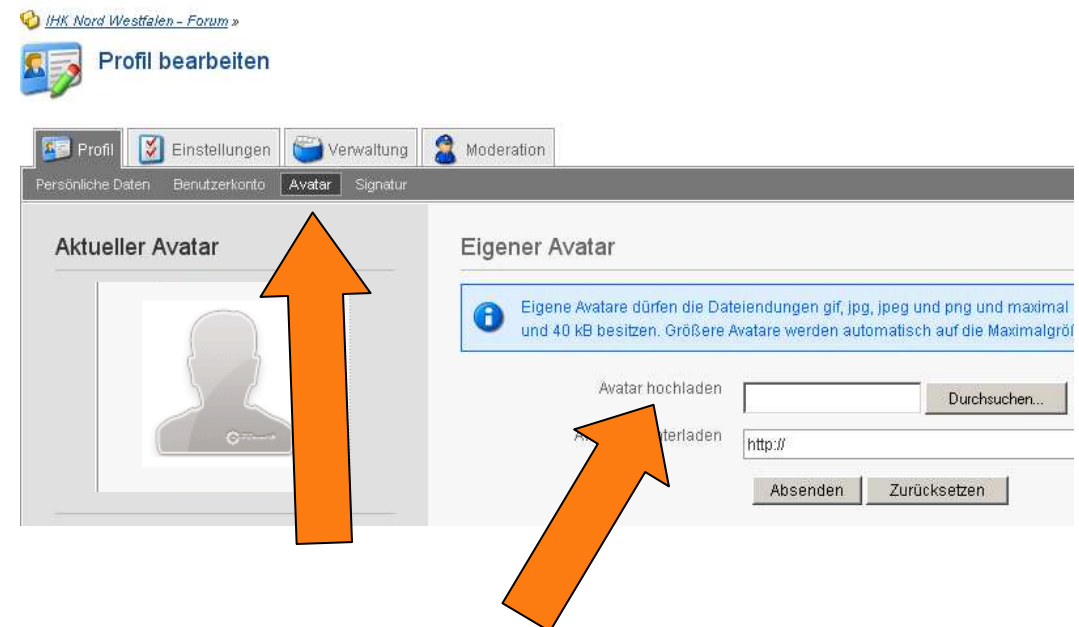 IHK Nord Westfalen - Forum »
Profil bearbeiten
Profil Einstellungen Verwaltung Moderation
Persönliche Daten Benutzerkonto Avatar Signatur
Aktueller Avatar
Eigener Avatar
Eigene Avatare dürfen die Dateiendungen gif, jpg, jpeg und png und maximal
und 40 kB besitzen. Größere Avatare werden automatisch auf die
Avatar hochladen Durchsuchen...
http://
Absenden Zurücksetzen